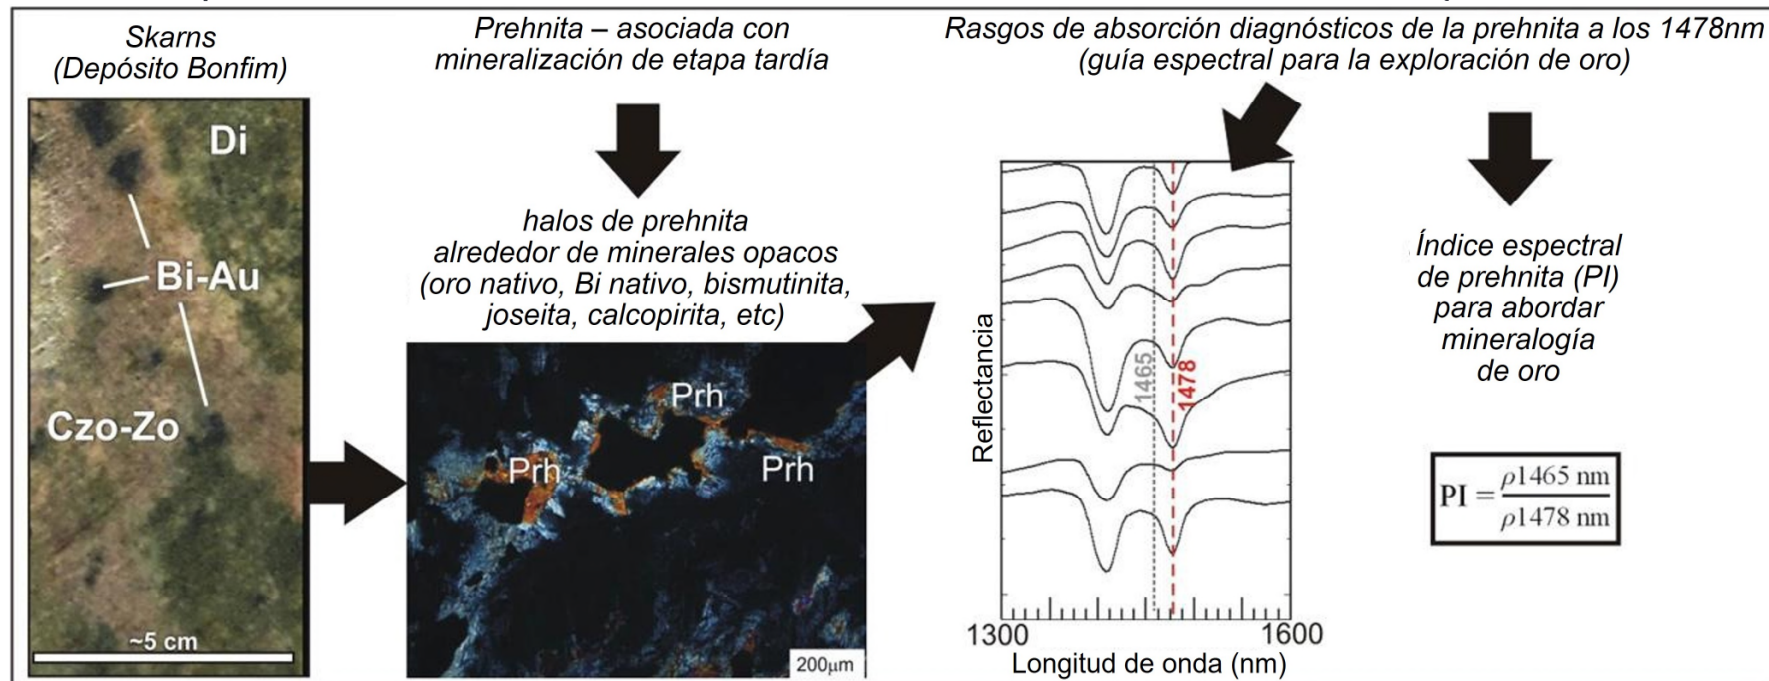 Skarns
(Depósito Bonfim)
Di
Bi-Au
Czo-Zo
~5 cm
Prehnita – asociada con
mineralización de etapa tardía
halos de prehnita
alrededor de minerales opacos
(oro nativo, Bi nativo, bismutinita,
joseita, calcopirita, etc)
Prh
Prh
Prh
200µm
Rasgos de absorción diagnósticos de la prehnita a los 1478nm
(guía espectral para la exploración de oro)
Reflectancia
1465
1478
1300
1600
Longitud de onda (nm)
Índice espectral
de prehnita (PI)
para abordar
mineralogía
de oro
PI = ρ1465 nm / ρ1478 nm